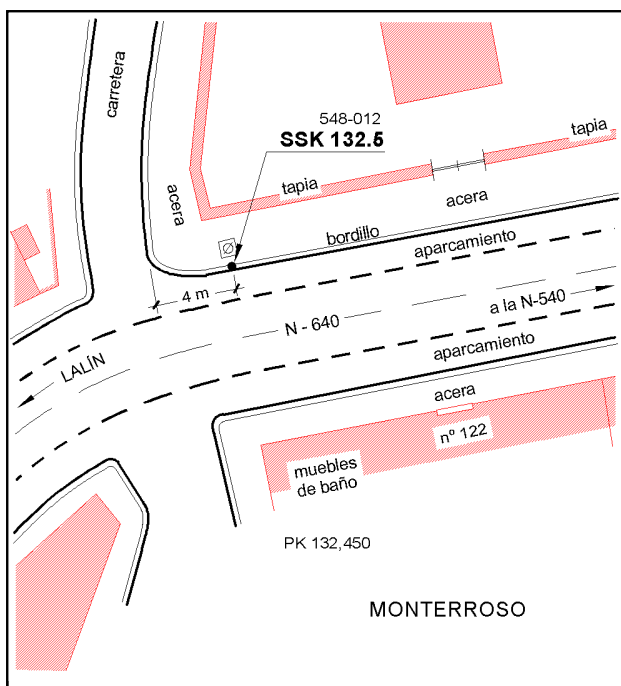 carretera
548-012
SSK 132.5
tapia
tapia
acera
acera
bordillo
aparcamiento
4 m
N - 640
a la N-540
LALÍN
aparcamiento
acera
nº 122
muebles
de baño
PK 132,450
MONTERROSO